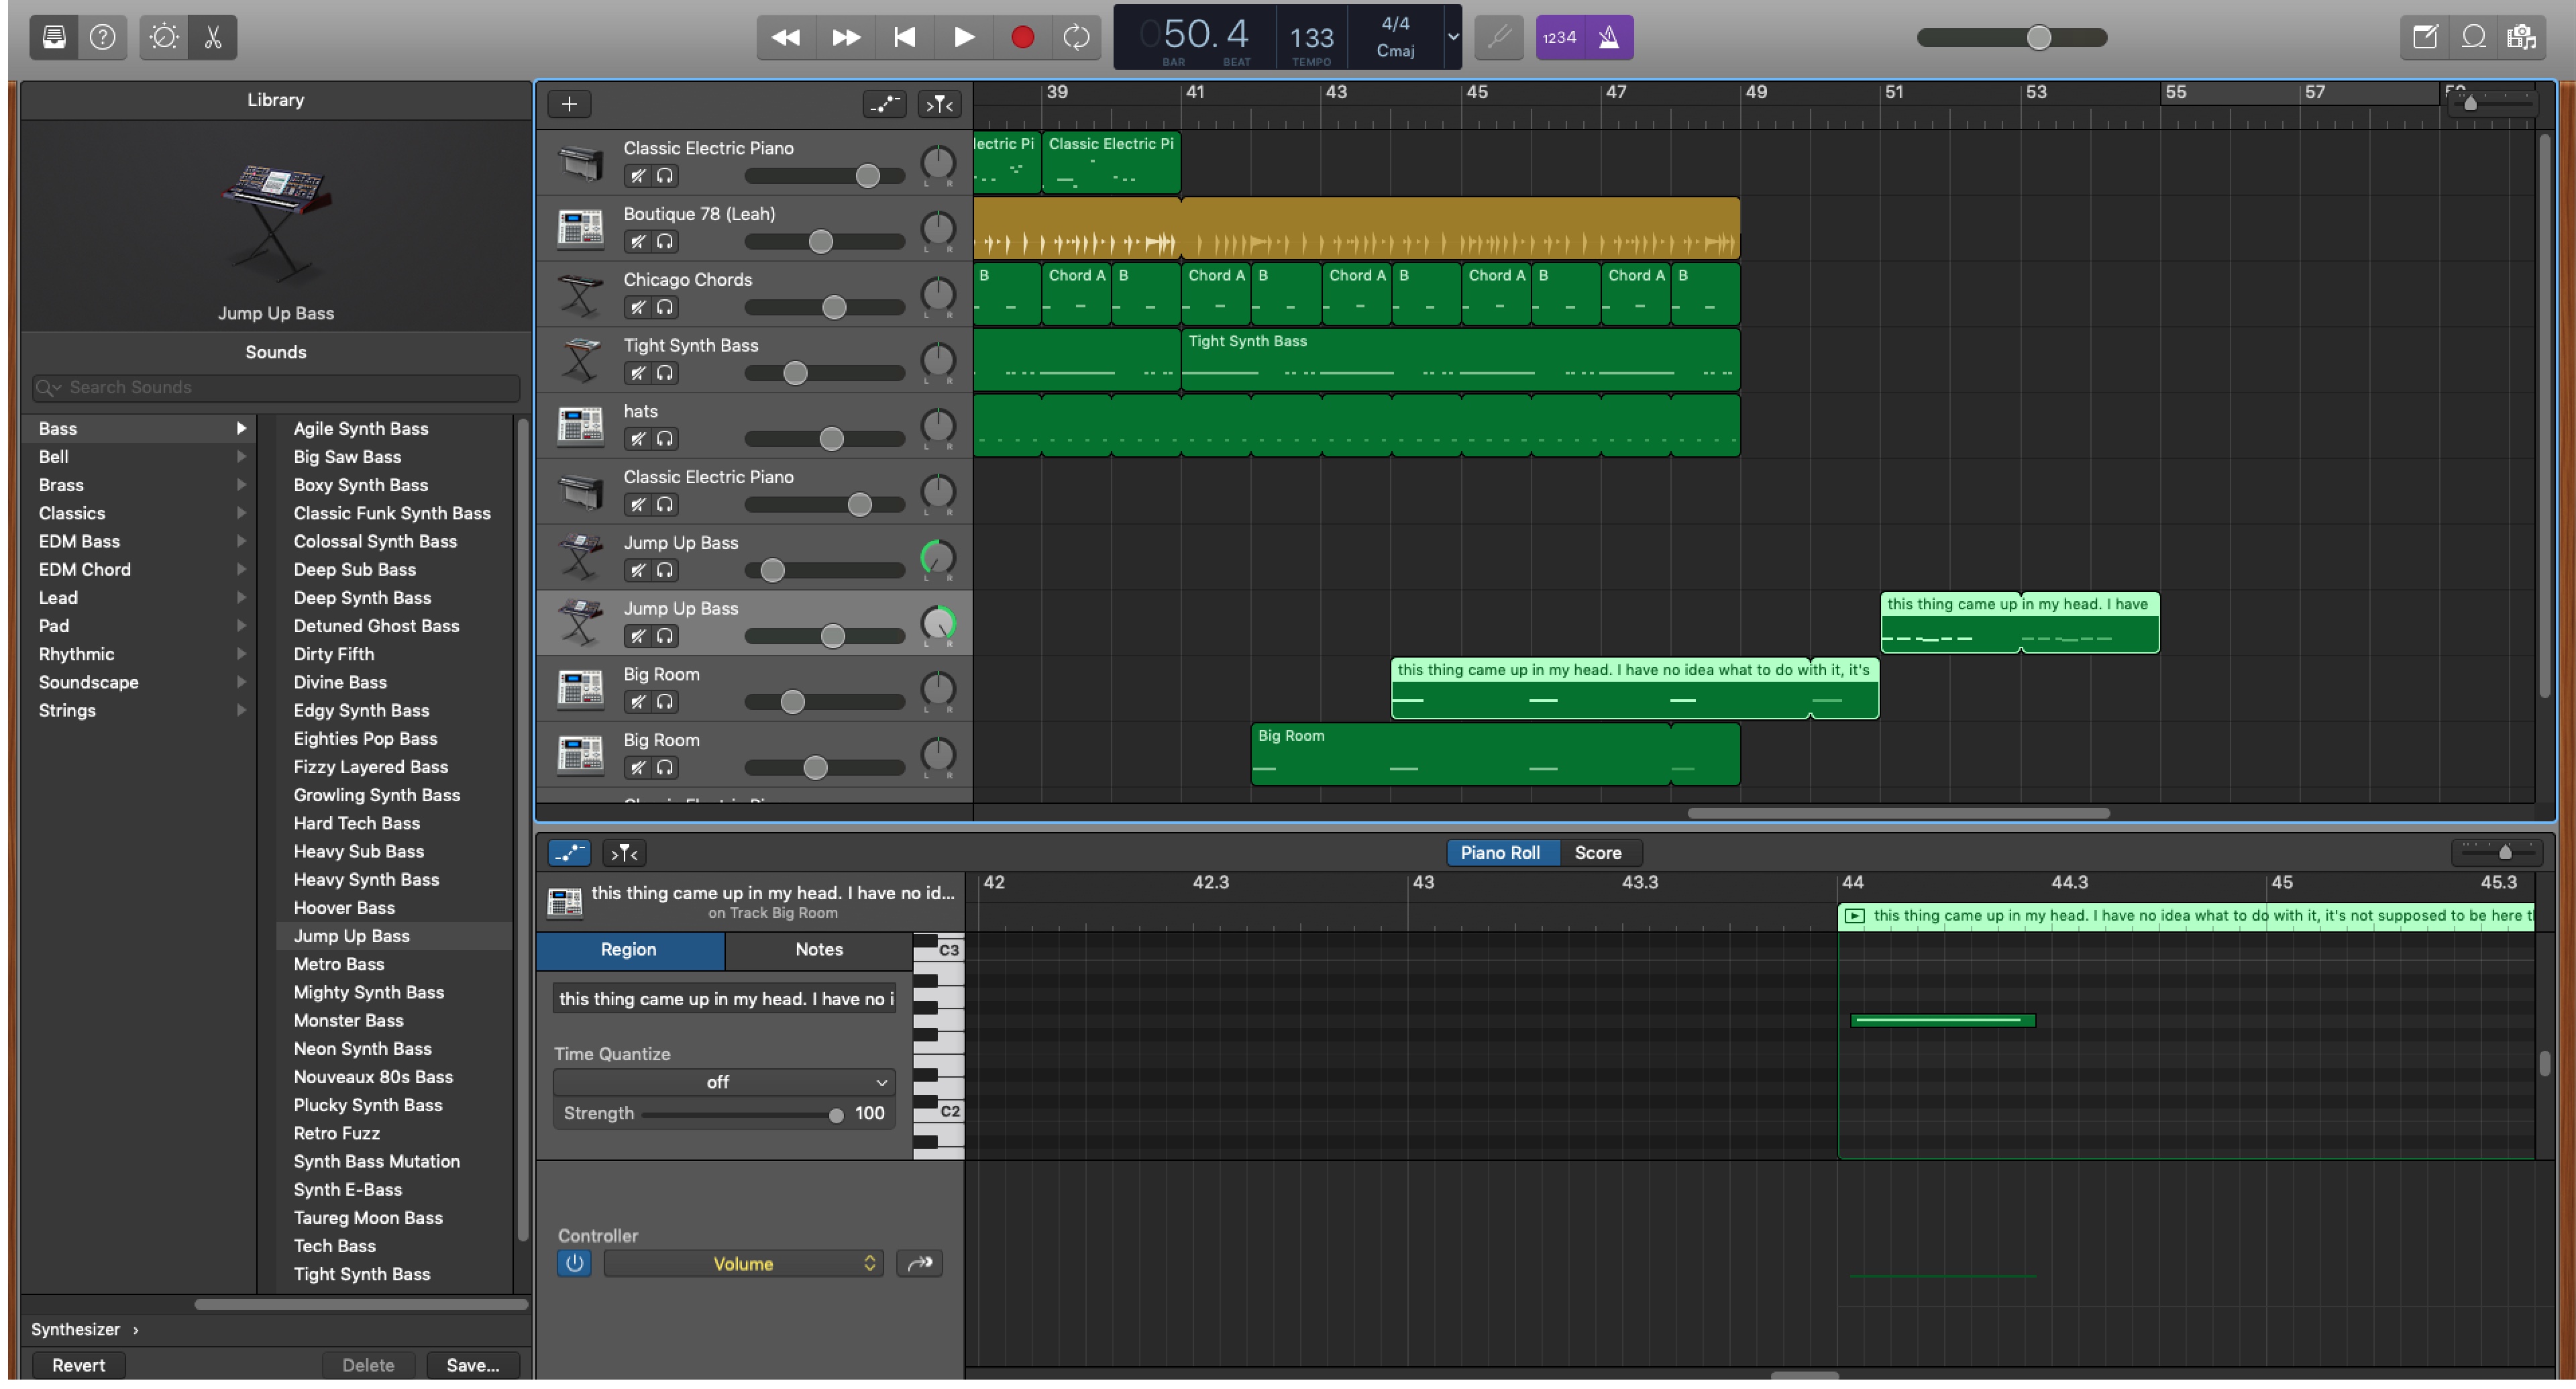 050.4
BAR BEAT
133
TEMPO
4/4
Cmaj
1234
Library
Jump Up Bass
Sounds
Search Sounds
Bass
Bell
Brass
Classics
EDM Bass
EDM Chord
Lead
Pad
Rhythmic
Soundscape
Strings
Agile Synth Bass
Big Saw Bass
Boxy Synth Bass
Classic Funk Synth Bass
Colossal Synth Bass
Deep Sub Bass
Deep Synth Bass
Detuned Ghost Bass
Dirty Fifth
Divine Bass
Edgy Synth Bass
Eighties Pop Bass
Fizzy Layered Bass
Growling Synth Bass
Hard Tech Bass
Heavy Sub Bass
Heavy Synth Bass
Hoover Bass
Jump Up Bass
Metro Bass
Mighty Synth Bass
Monster Bass
Neon Synth Bass
Nouveaux 80s Bass
Plucky Synth Bass
Retro Fuzz
Synth Bass Mutation
Synth E-Bass
Taureg Moon Bass
Tech Bass
Tight Synth Bass
Synthesizer ›
Revert Delete Save...
39 41 43 45 47 49 51 53 55 57
Classic Electric Piano
L R
lectric Pi Classic Electric Pi
Boutique 78 (Leah)
L R
Chicago Chords
L R
B Chord A B Chord A B Chord A B Chord A B Chord A B
Tight Synth Bass
L R
Tight Synth Bass
hats
L R
Classic Electric Piano
L R
Jump Up Bass
L R
Jump Up Bass
L R
this thing came up in my head. I have
Big Room
L R
this thing came up in my head. I have no idea what to do with it, it's
Big Room
L R
Big Room
Piano Roll Score
this thing came up in my head. I have no id...
on Track Big Room
42 42.3 43 43.3 44 44.3 45 45.3
this thing came up in my head. I have no idea what to do with it, it's not supposed to be here t
Region Notes
this thing came up in my head. I have no i
Time Quantize
off
Strength 100
C3
C2
Controller
Volume